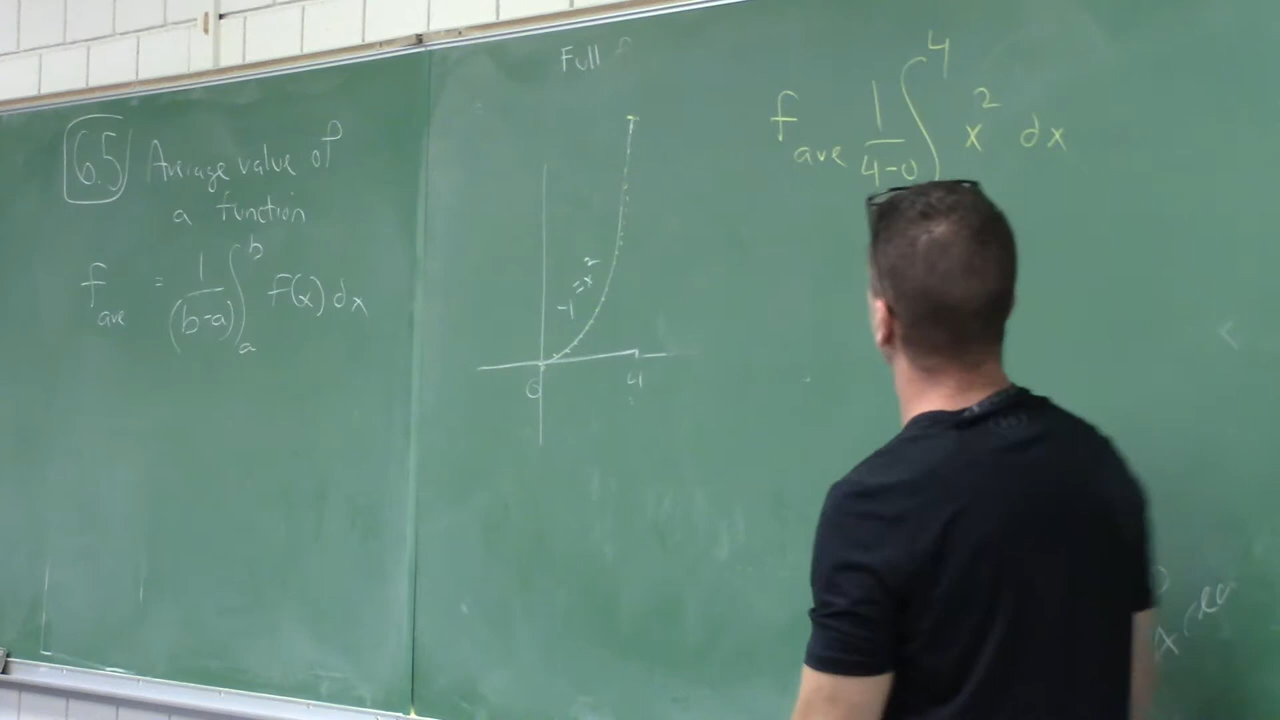 6.5 Average value of
a function
f ave = 1/(b-a) ∫ a b f(x) dx
Full
x²
0
4
f ave 1/4-0 ∫ 4 x² dx